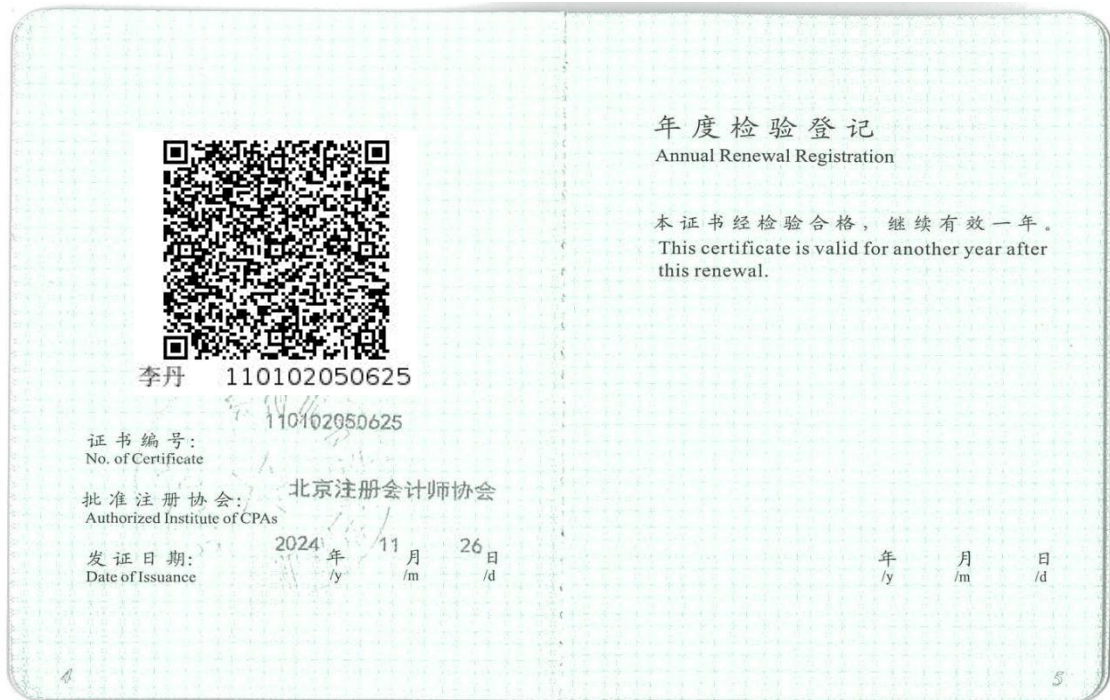 李丹 110102050625
110102050625
证书编号:
No. of Certificate
北京注册会计师协会
批准注册协会:
Authorized Institute of CPAs
2024 年 11 月 26 日
发证日期:
Date of Issuance
/y /m /d
4
年度检验登记
Annual Renewal Registration
本证书经检验合格，继续有效一年。
This certificate is valid for another year after
this renewal.
年 月 日
/y /m /d
5